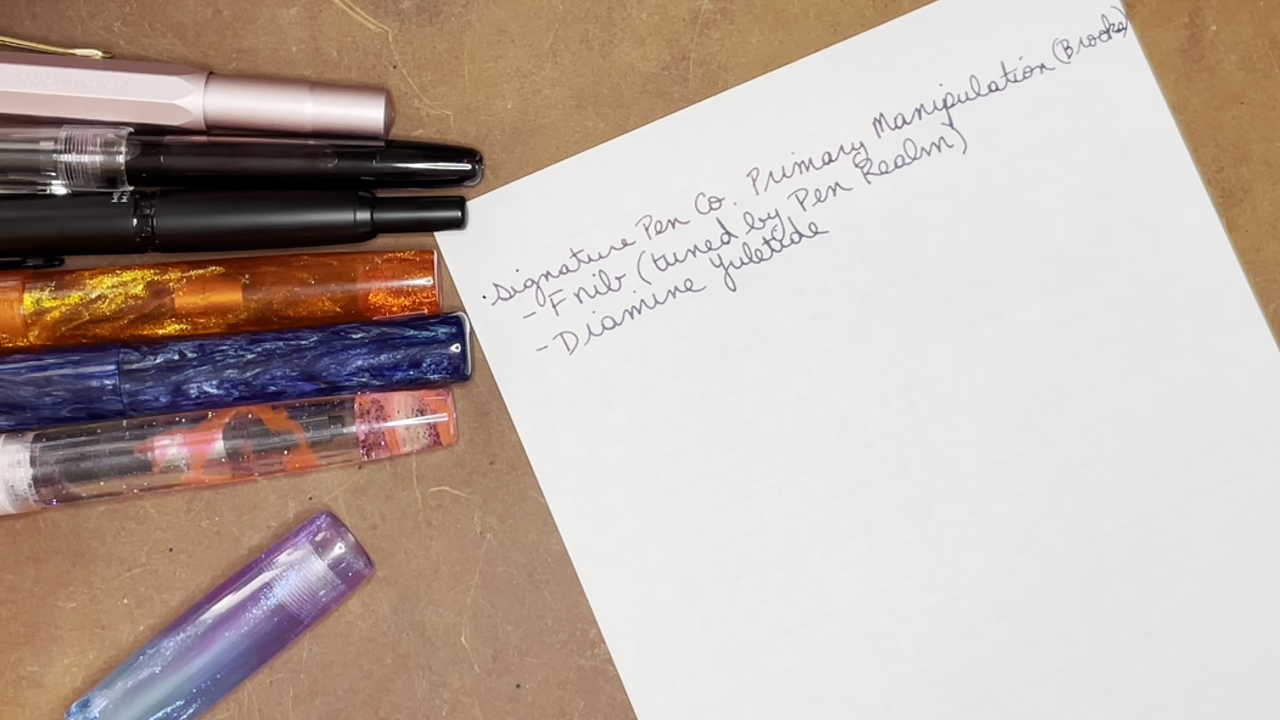 ·Signature Pen Co. Primary Manipulation (Brooks)
- F nib (tuned by Pen Realm)
- Diamine Yuletide